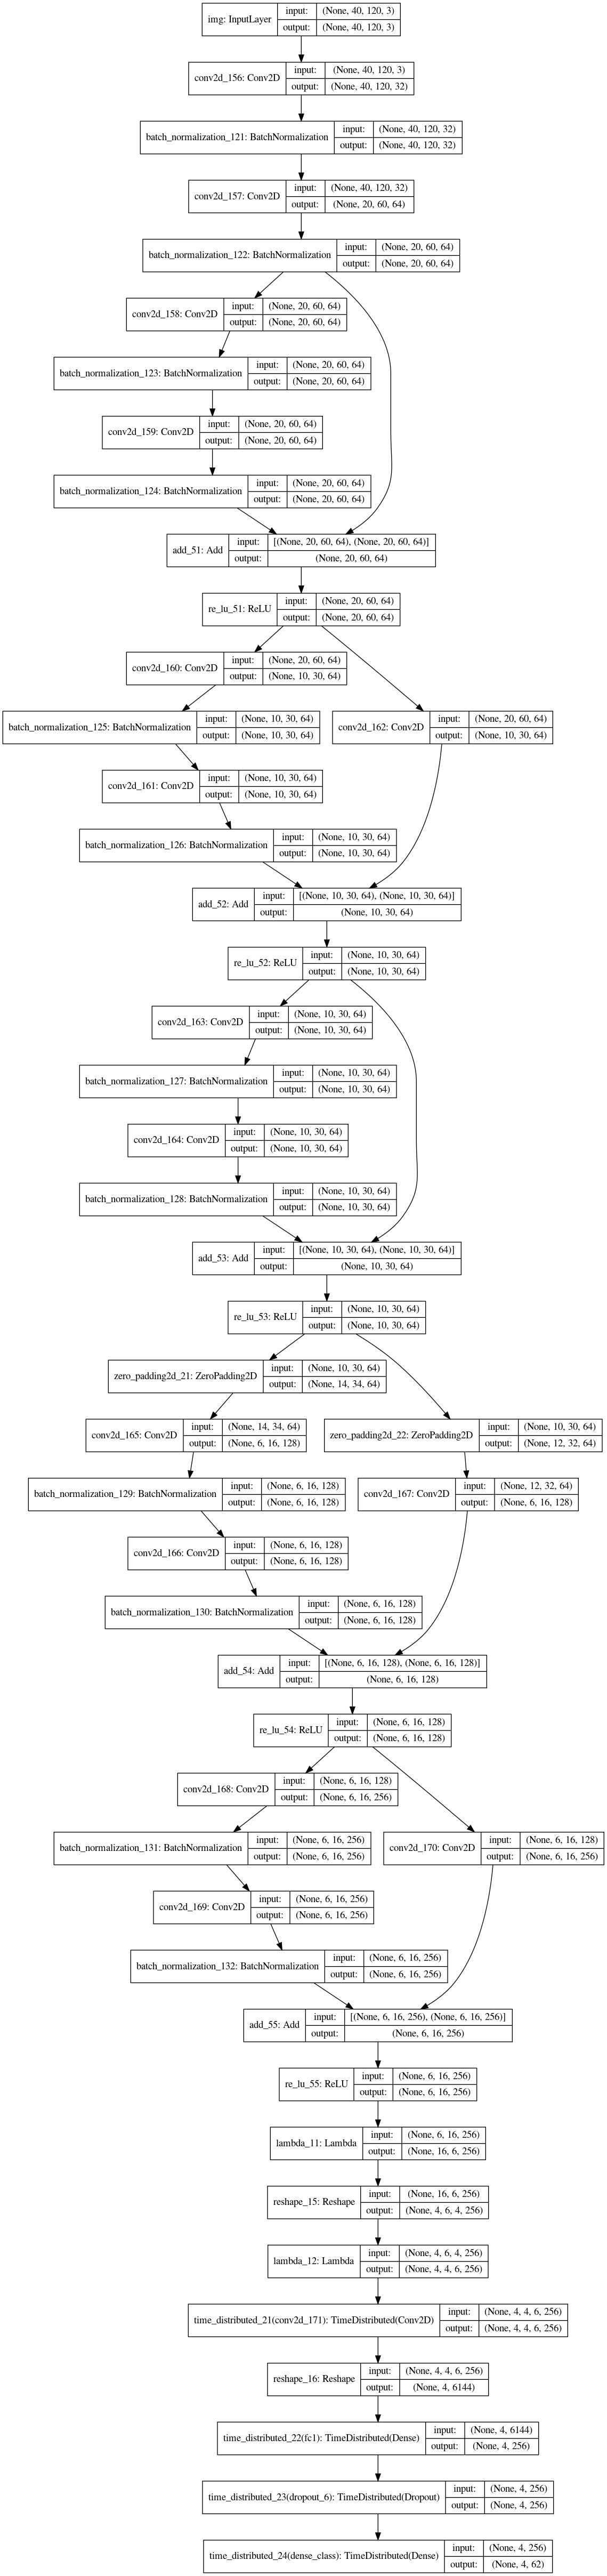 img: InputLayer
input: (None, 40, 120, 3)
output: (None, 40, 120, 3)
conv2d_156: Conv2D
input: (None, 40, 120, 3)
output: (None, 40, 120, 32)
batch_normalization_121: BatchNormalization
input: (None, 40, 120, 32)
output: (None, 40, 120, 32)
conv2d_157: Conv2D
input: (None, 40, 120, 32)
output: (None, 20, 60, 64)
batch_normalization_122: BatchNormalization
input: (None, 20, 60, 64)
output: (None, 20, 60, 64)
conv2d_158: Conv2D
input: (None, 20, 60, 64)
output: (None, 20, 60, 64)
batch_normalization_123: BatchNormalization
input: (None, 20, 60, 64)
output: (None, 20, 60, 64)
conv2d_159: Conv2D
input: (None, 20, 60, 64)
output: (None, 20, 60, 64)
batch_normalization_124: BatchNormalization
input: (None, 20, 60, 64)
output: (None, 20, 60, 64)
add_51: Add
input: [(None, 20, 60, 64), (None, 20, 60, 64)]
output: (None, 20, 60, 64)
re_lu_51: ReLU
input: (None, 20, 60, 64)
output: (None, 20, 60, 64)
conv2d_160: Conv2D
input: (None, 20, 60, 64)
output: (None, 10, 30, 64)
batch_normalization_125: BatchNormalization
input: (None, 10, 30, 64)
output: (None, 10, 30, 64)
conv2d_162: Conv2D
input: (None, 20, 60, 64)
output: (None, 10, 30, 64)
conv2d_161: Conv2D
input: (None, 10, 30, 64)
output: (None, 10, 30, 64)
batch_normalization_126: BatchNormalization
input: (None, 10, 30, 64)
output: (None, 10, 30, 64)
add_52: Add
input: [(None, 10, 30, 64), (None, 10, 30, 64)]
output: (None, 10, 30, 64)
re_lu_52: ReLU
input: (None, 10, 30, 64)
output: (None, 10, 30, 64)
conv2d_163: Conv2D
input: (None, 10, 30, 64)
output: (None, 10, 30, 64)
batch_normalization_127: BatchNormalization
input: (None, 10, 30, 64)
output: (None, 10, 30, 64)
conv2d_164: Conv2D
input: (None, 10, 30, 64)
output: (None, 10, 30, 64)
batch_normalization_128: BatchNormalization
input: (None, 10, 30, 64)
output: (None, 10, 30, 64)
add_53: Add
input: [(None, 10, 30, 64), (None, 10, 30, 64)]
output: (None, 10, 30, 64)
re_lu_53: ReLU
input: (None, 10, 30, 64)
output: (None, 10, 30, 64)
zero_padding2d_21: ZeroPadding2D
input: (None, 10, 30, 64)
output: (None, 14, 34, 64)
conv2d_165: Conv2D
input: (None, 14, 34, 64)
output: (None, 6, 16, 128)
zero_padding2d_22: ZeroPadding2D
input: (None, 10, 30, 64)
output: (None, 12, 32, 64)
batch_normalization_129: BatchNormalization
input: (None, 6, 16, 128)
output: (None, 6, 16, 128)
conv2d_167: Conv2D
input: (None, 12, 32, 64)
output: (None, 6, 16, 128)
conv2d_166: Conv2D
input: (None, 6, 16, 128)
output: (None, 6, 16, 128)
batch_normalization_130: BatchNormalization
input: (None, 6, 16, 128)
output: (None, 6, 16, 128)
add_54: Add
input: [(None, 6, 16, 128), (None, 6, 16, 128)]
output: (None, 6, 16, 128)
re_lu_54: ReLU
input: (None, 6, 16, 128)
output: (None, 6, 16, 128)
conv2d_168: Conv2D
input: (None, 6, 16, 128)
output: (None, 6, 16, 256)
batch_normalization_131: BatchNormalization
input: (None, 6, 16, 256)
output: (None, 6, 16, 256)
conv2d_170: Conv2D
input: (None, 6, 16, 128)
output: (None, 6, 16, 256)
conv2d_169: Conv2D
input: (None, 6, 16, 256)
output: (None, 6, 16, 256)
batch_normalization_132: BatchNormalization
input: (None, 6, 16, 256)
output: (None, 6, 16, 256)
add_55: Add
input: [(None, 6, 16, 256), (None, 6, 16, 256)]
output: (None, 6, 16, 256)
re_lu_55: ReLU
input: (None, 6, 16, 256)
output: (None, 6, 16, 256)
lambda_11: Lambda
input: (None, 6, 16, 256)
output: (None, 16, 6, 256)
reshape_15: Reshape
input: (None, 16, 6, 256)
output: (None, 4, 6, 4, 256)
lambda_12: Lambda
input: (None, 4, 6, 4, 256)
output: (None, 4, 4, 6, 256)
time_distributed_21(conv2d_171): TimeDistributed(Conv2D)
input: (None, 4, 4, 6, 256)
output: (None, 4, 4, 6, 256)
reshape_16: Reshape
input: (None, 4, 4, 6, 256)
output: (None, 4, 6144)
time_distributed_22(fc1): TimeDistributed(Dense)
input: (None, 4, 6144)
output: (None, 4, 256)
time_distributed_23(dropout_6): TimeDistributed(Dropout)
input: (None, 4, 256)
output: (None, 4, 256)
time_distributed_24(dense_class): TimeDistributed(Dense)
input: (None, 4, 256)
output: (None, 4, 62)